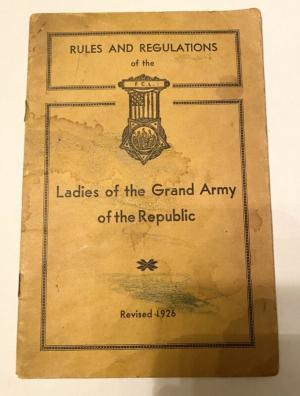 RULES AND REGULATIONS
of the
F.C.L.
Ladies of the Grand Army
of the Republic
Revised 1926